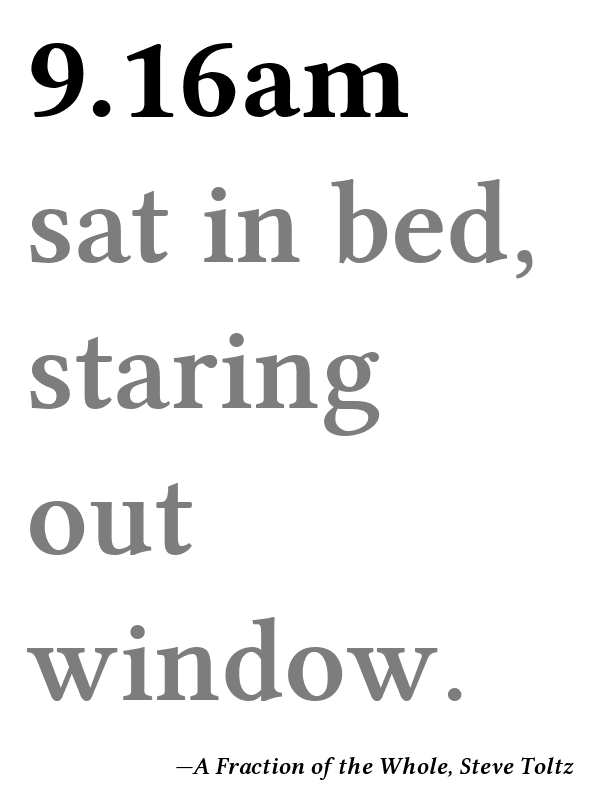 9.16am
sat in bed,
staring
out
window.
—A Fraction of the Whole, Steve Toltz